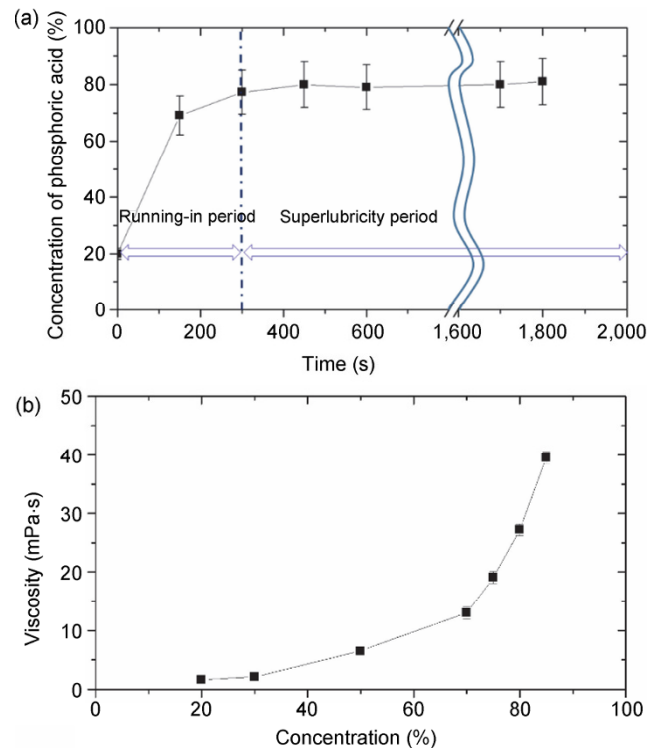 (a)
Concentration of phosphoric acid (%)
100
80
60
40
20
0
Running-in period
Superlubricity period
0 200 400 600 1,600 1,800 2,000
Time (s)
(b)
Viscosity (mPa·s)
50
40
30
20
10
0
0 20 40 60 80 100
Concentration (%)